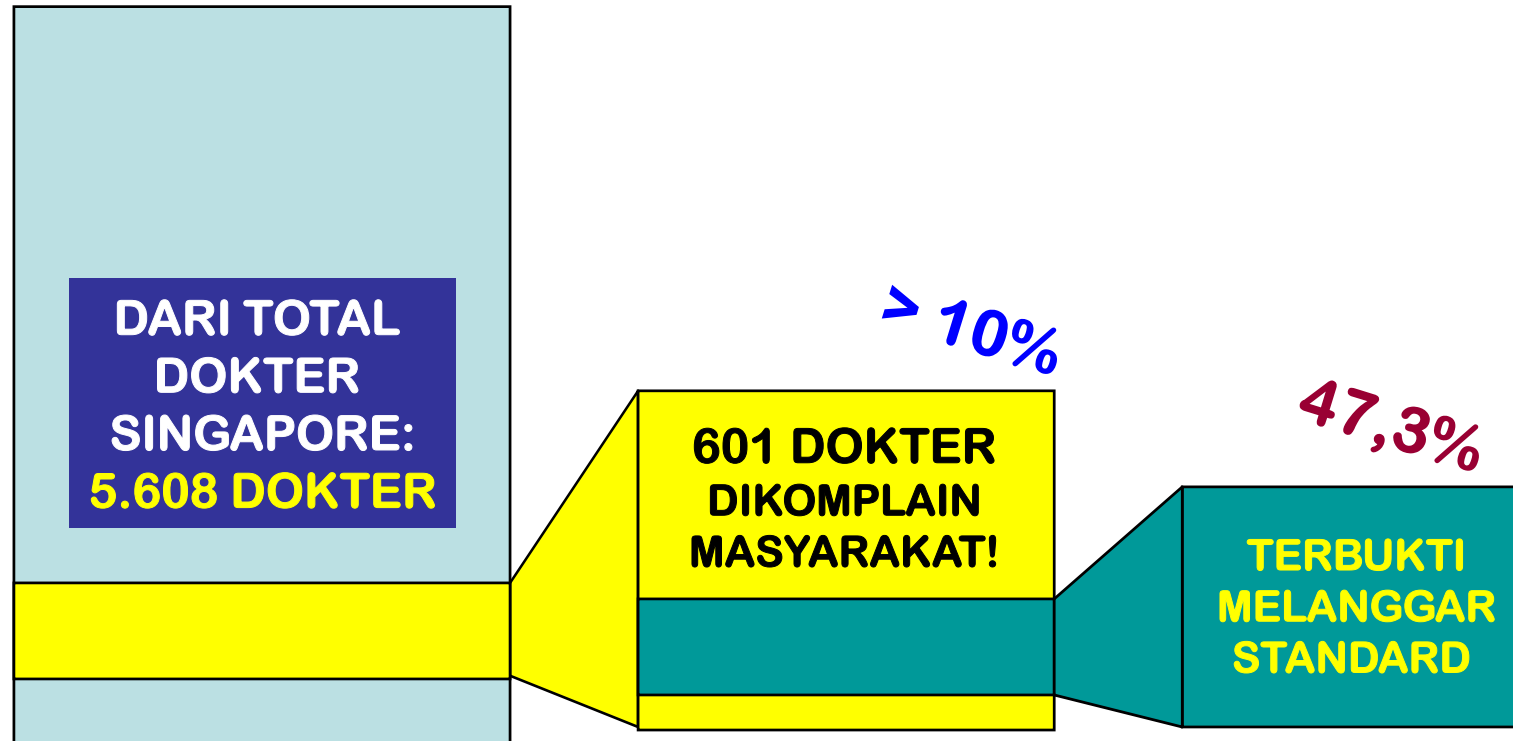 DARI TOTAL
DOKTER
SINGAPORE:
5.608 DOKTER
> 10%
601 DOKTER
DIKOMPLAIN
MASYARAKAT!
47,3%
TERBUKTI
MELANGGAR
STANDARD